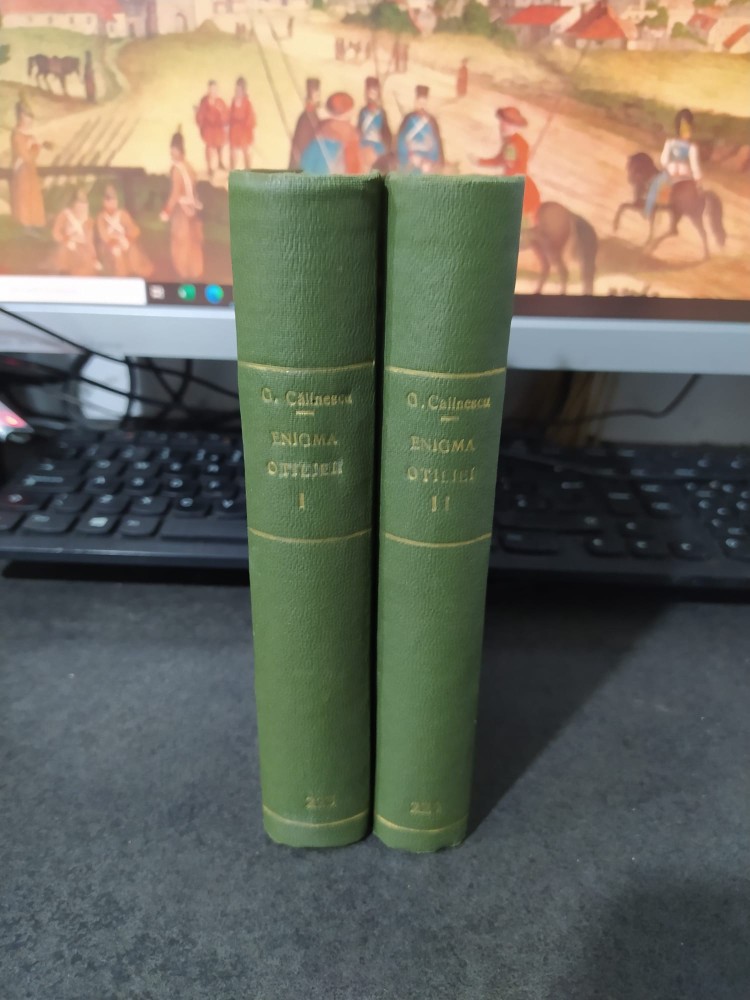 G. Călinescu
ENIGMA
OTILIEI
I
G. Călinescu
ENIGMA
OTILIEI
II